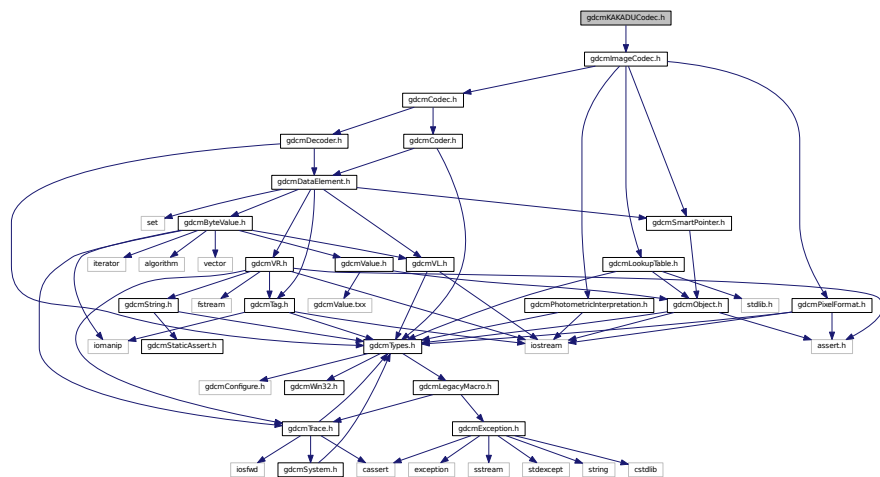 gdcmKAKADUCodec.h
gdcmImageCodec.h
gdcmCodec.h
gdcmDecoder.h
gdcmCoder.h
gdcmDataElement.h
set
gdcmByteValue.h
gdcmSmartPointer.h
iterator
algorithm
vector
gdcmVR.h
gdcmValue.h
gdcmVL.h
gdcmLookupTable.h
gdcmString.h
fstream
gdcmTag.h
gdcmValue.txx
gdcmPhotometricInterpretation.h
gdcmObject.h
stdlib.h
gdcmPixelFormat.h
iomanip
gdcmStaticAssert.h
gdcmTypes.h
iostream
assert.h
gdcmConfigure.h
gdcmWin32.h
gdcmLegacyMacro.h
gdcmTrace.h
gdcmException.h
iosfwd
gdcmSystem.h
cassert
exception
sstream
stdexcept
string
cstdlib